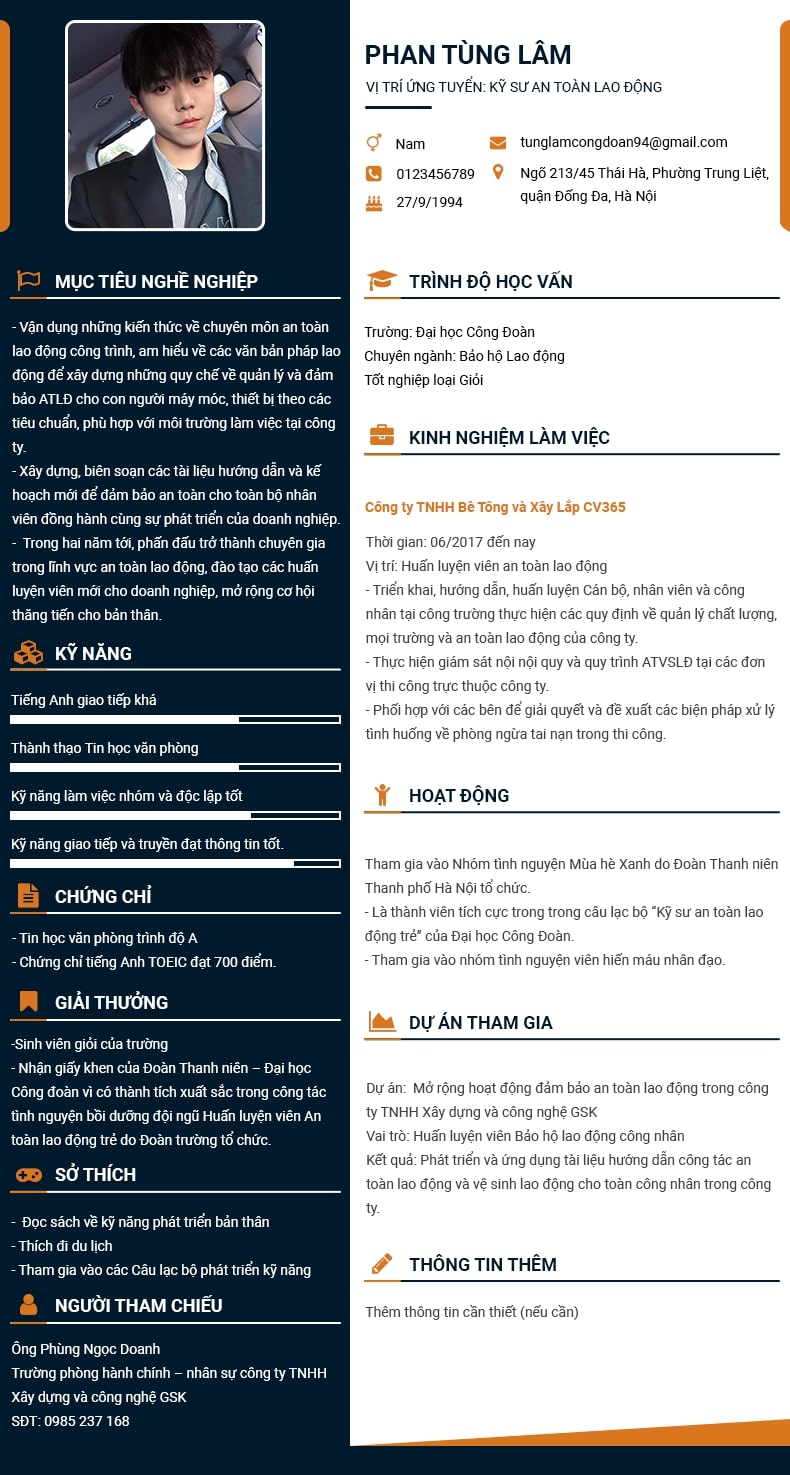 PHAN TÙNG LÂM
VỊ TRÍ ỨNG TUYỂN: KỸ SƯ AN TOÀN LAO ĐỘNG
Nam
0123456789
27/9/1994
tunglamcongdoan94@gmail.com
Ngõ 213/45 Thái Hà, Phường Trung Liệt,
quận Đống Đa, Hà Nội
MỤC TIÊU NGHỀ NGHIỆP
- Vận dụng những kiến thức về chuyên môn an toàn
lao động công trình, am hiểu về các văn bản pháp lao
động để xây dựng những quy chế về quản lý và đảm
bảo ATLĐ cho con người máy móc, thiết bị theo các
tiêu chuẩn, phù hợp với môi trường làm việc tại công
ty.
- Xây dựng, biên soạn các tài liệu hướng dẫn và kế
hoạch mới để đảm bảo an toàn cho toàn bộ nhân
viên đồng hành cùng sự phát triển của doanh nghiệp.
- Trong hai năm tới, phấn đấu trở thành chuyên gia
trong lĩnh vực an toàn lao động, đào tạo các huấn
luyện viên mới cho doanh nghiệp, mở rộng cơ hội
thăng tiến cho bản thân.
KỸ NĂNG
Tiếng Anh giao tiếp khá
Thành thạo Tin học văn phòng
Kỹ năng làm việc nhóm và độc lập tốt
Kỹ năng giao tiếp và truyền đạt thông tin tốt.
CHỨNG CHỈ
- Tin học văn phòng trình độ A
- Chứng chỉ tiếng Anh TOEIC đạt 700 điểm.
GIẢI THƯỞNG
-Sinh viên giỏi của trường
- Nhận giấy khen của Đoàn Thanh niên – Đại học
Công đoàn vì có thành tích xuất sắc trong công tác
tình nguyện bồi dưỡng đội ngũ Huấn luyện viên An
toàn lao động trẻ do Đoàn trường tổ chức.
SỞ THÍCH
- Đọc sách về kỹ năng phát triển bản thân
- Thích đi du lịch
- Tham gia vào các Câu lạc bộ phát triển kỹ năng
NGƯỜI THAM CHIẾU
Ông Phùng Ngọc Doanh
Trường phòng hành chính – nhân sự công ty TNHH
Xây dựng và công nghệ GSK
SĐT: 0985 237 168
TRÌNH ĐỘ HỌC VẤN
Trường: Đại học Công Đoàn
Chuyên ngành: Bảo hộ Lao động
Tốt nghiệp loại Giỏi
KINH NGHIỆM LÀM VIỆC
Công ty TNHH Bê Tông và Xây Lắp CV365
Thời gian: 06/2017 đến nay
Vị trí: Huấn luyện viên an toàn lao động
- Triển khai, hướng dẫn, huấn luyện Cán bộ, nhân viên và công
nhân tại công trường thực hiện các quy định về quản lý chất lượng,
mọi trường và an toàn lao động của công ty.
- Thực hiện giám sát nội nội quy và quy trình ATVSLĐ tại các đơn
vị thi công trực thuộc công ty.
- Phối hợp với các bên để giải quyết và đề xuất các biện pháp xử lý
tình huống về phòng ngừa tai nạn trong thi công.
HOẠT ĐỘNG
Tham gia vào Nhóm tình nguyện Mùa hè Xanh do Đoàn Thanh niên
Thanh phố Hà Nội tổ chức.
- Là thành viên tích cực trong trong câu lạc bộ “Kỹ sư an toàn lao
động trẻ” của Đại học Công Đoàn.
- Tham gia vào nhóm tình nguyện viên hiến máu nhân đạo.
DỰ ÁN THAM GIA
Dự án: Mở rộng hoạt động đảm bảo an toàn lao động trong công
ty TNHH Xây dựng và công nghệ GSK
Vai trò: Huấn luyện viên Bảo hộ lao động công nhân
Kết quả: Phát triển và ứng dụng tài liệu hướng dẫn công tác an
toàn lao động và vệ sinh lao động cho toàn công nhân trong công
ty.
THÔNG TIN THÊM
Thêm thông tin cần thiết (nếu cần)